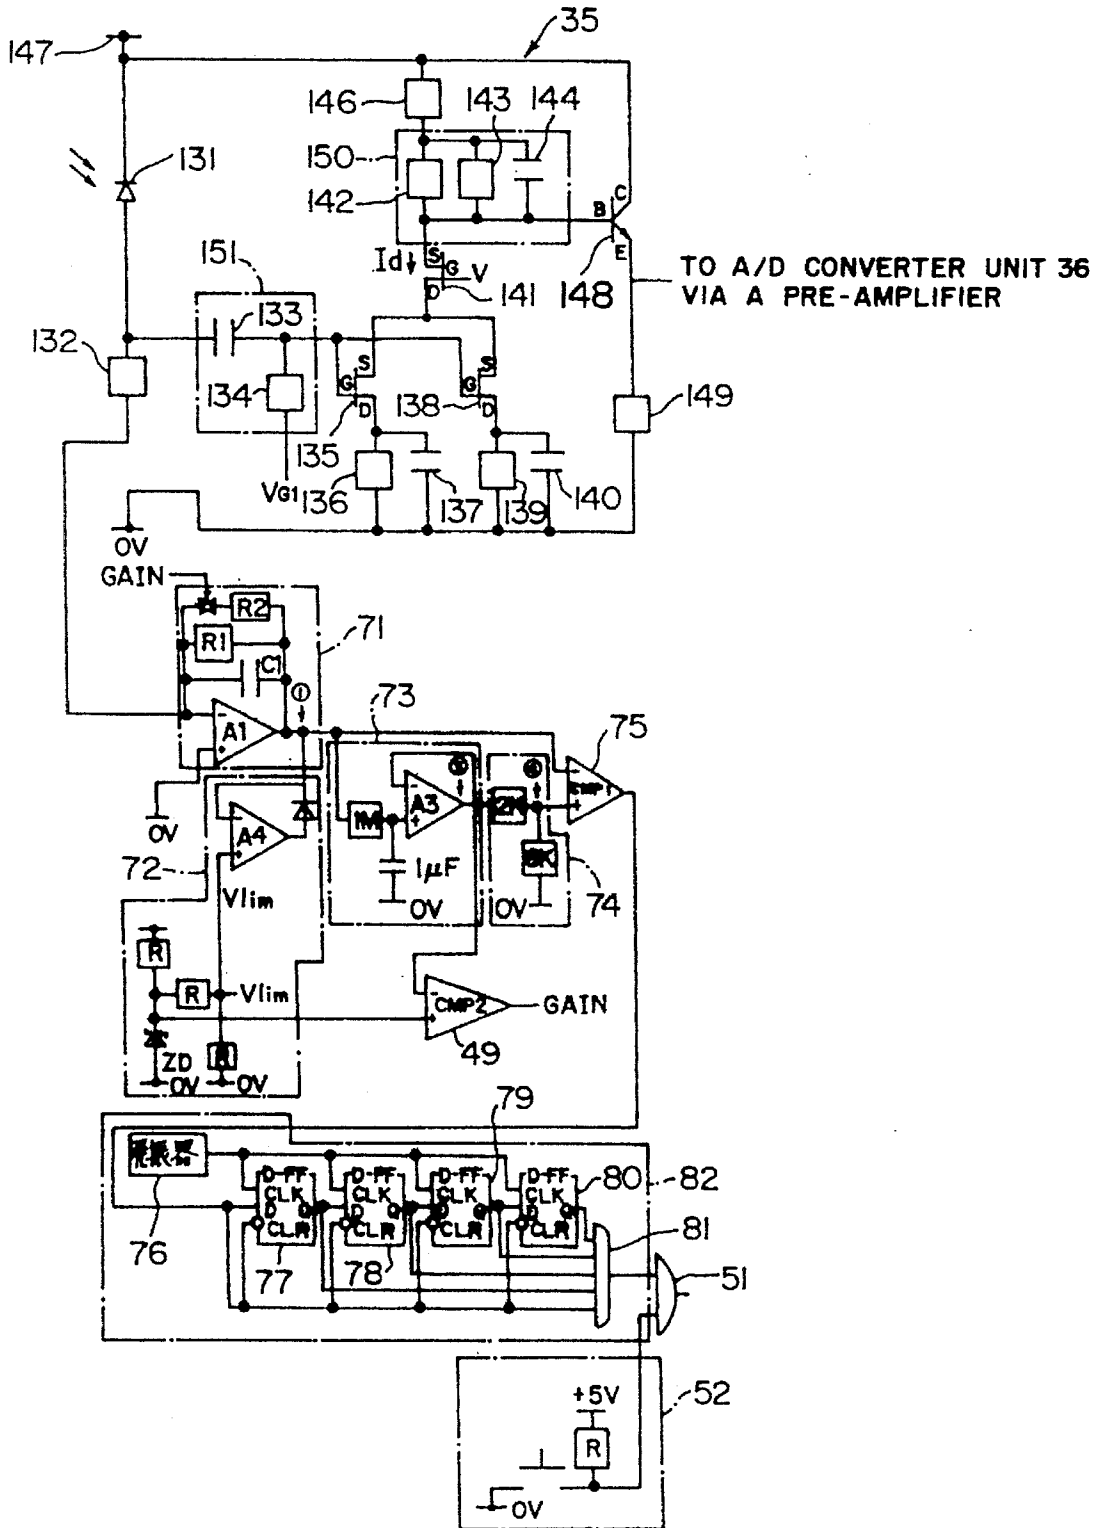 35
147
146
143
144
131
150
142
C
B
E
148
Id
S
G
V
D
141
TO A/D CONVERTER UNIT 36
VIA A PRE-AMPLIFIER
151
133
132
134
S
G
D
135
S
G
D
138
149
VG1
136
137
139
140
0V
GAIN
R2
R1
71
C1
①
73
75
A1
-
+
A3
-
+
2K
CMP1
-
+
0V
A4
-
+
1M
72
1μF
74
Vlim
0V
0V
R
R
Vlim
CMP2
-
+
GAIN
49
ZD
0V
0V
79
D-FF
CLK
D
Q
CLR
D-FF
CLK
D
Q
CLR
D-FF
CLK
D
Q
CLR
D-FF
CLK
D
Q
CLR
80
82
76
77
78
81
51
+5V
52
R
0V